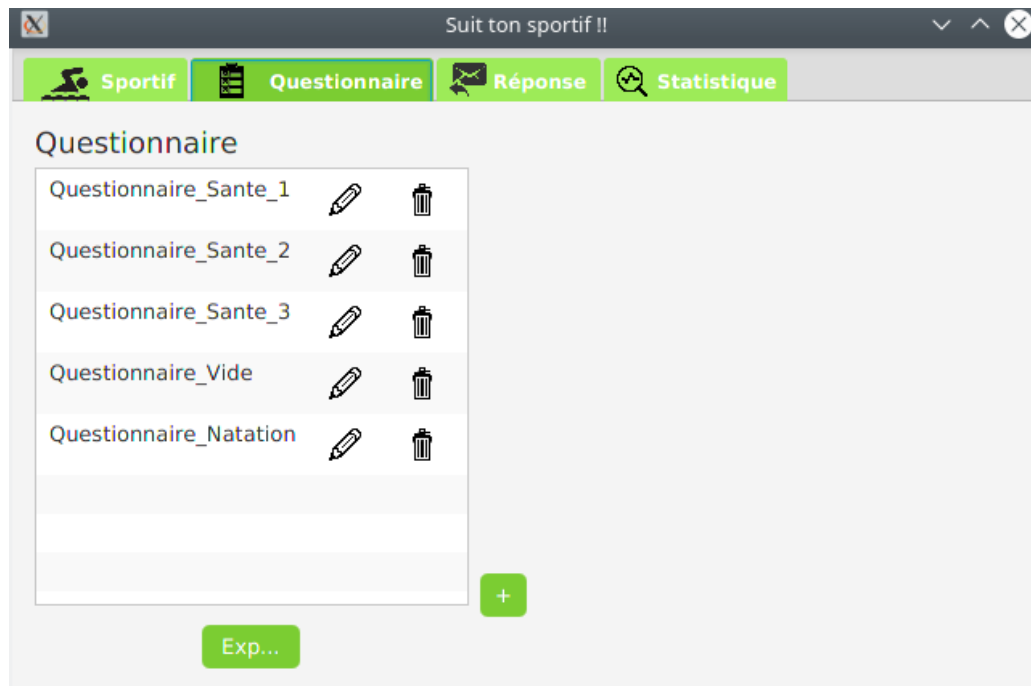 Suit ton sportif !!
Sportif Questionnaire Réponse Statistique
Questionnaire
Questionnaire_Sante_1
Questionnaire_Sante_2
Questionnaire_Sante_3
Questionnaire_Vide
Questionnaire_Natation
+
Exp...